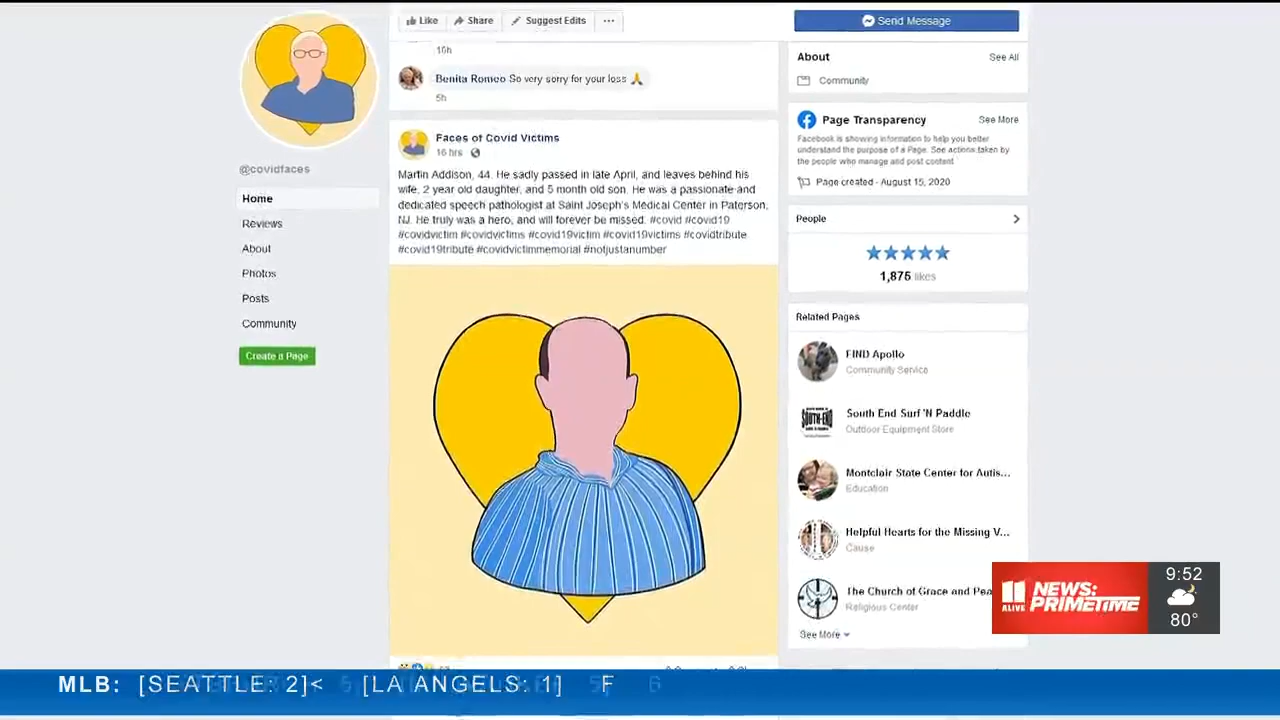 Like
Share
Suggest Edits
Send Message
10h
Benita Romeo So very sorry for your loss 🙏
5h
@covidfaces
Home
Reviews
About
Photos
Posts
Community
Create a Page
Faces of Covid Victims
16 hrs
Martin Addison, 44. He sadly passed in late April, and leaves behind his
wife, 2 year old daughter, and 5 month old son. He was a passionate and
dedicated speech pathologist at Saint Joseph's Medical Center in Paterson,
NJ. He truly was a hero, and will forever be missed. #covid #covid19
#covidvictim #covidvictims #covid19victim #covid19victims #covidtribute
#covid19tribute #covidvictimmemorial #notjustanumber
About
See All
Community
Page Transparency
See More
Facebook is showing information to help you better
understand the purpose of a Page. See actions taken by
the people who manage and post content
Page created - August 15, 2020
People
1,875 likes
Related Pages
FIND Apollo
Community Service
South End Surf 'N Paddle
Outdoor Equipment Store
Montclair State Center for Autis...
Education
Helpful Hearts for the Missing V...
Cause
The Church of Grace and Pea
Religious Center
See More
11 ALIVE NEWS: PRIMETIME
9:52
80°
MLB: [SEATTLE: 2]< [LA ANGELS: 1] F